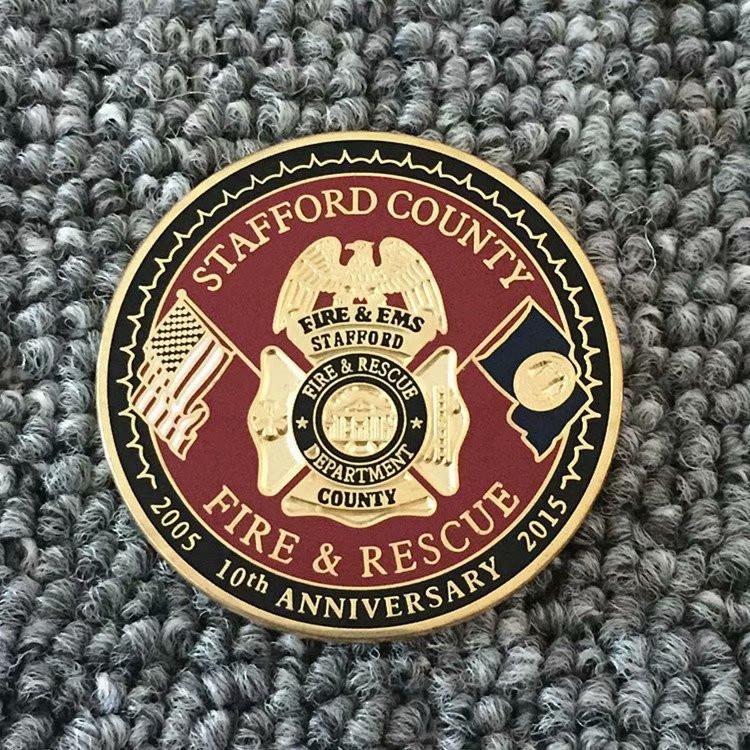 STAFFORD COUNTY
FIRE & EMS
STAFFORD
FIRE & RESCUE
DEPARTMENT
COUNTY
FIRE & RESCUE
2005 10th ANNIVERSARY 2015